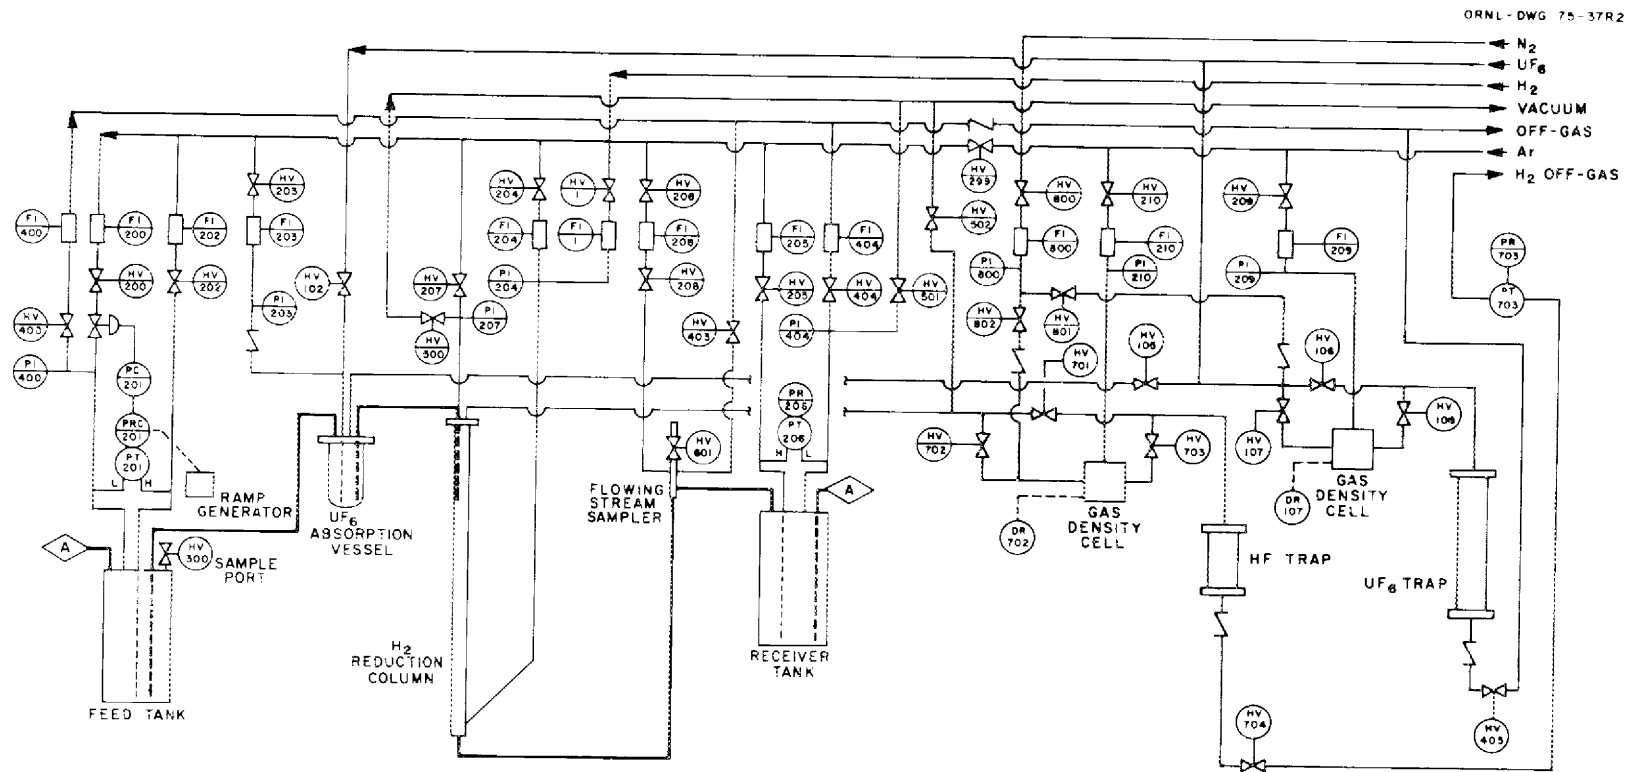 ORNL-DWG 75-37R2
N2
UF6
H2
VACUUM
OFF-GAS
Ar
H2 OFF-GAS
HV
203
HV
204
HV
1
HV
208
HV
299
HV
800
HV
210
HV
209
FI
400
FI
200
FI
202
FI
203
FI
204
FI
1
FI
208
FI
205
FI
404
HV
502
FI
800
FI
210
FI
209
PR
703
HV
200
HV
202
HV
102
HV
207
PI
204
HV
208
HV
205
HV
404
HV
501
PI
800
PI
210
PI
209
PT
703
HV
403
PI
203
PI
207
HV
500
HV
403
PI
404
HV
802
HV
801
HV
701
HV
105
HV
106
PI
400
PC
201
PRC
201
PT
201
L H
RAMP
GENERATOR
UF6
ABSORPTION
VESSEL
PR
206
PT
206
H L
HV
601
FLOWING
STREAM
SAMPLER
A
HV
702
HV
703
HV
107
HV
108
GAS
DENSITY
CELL
DR
702
GAS
DENSITY
CELL
DR
107
A
HV
300
SAMPLE
PORT
HF TRAP
UF6 TRAP
H2
REDUCTION
COLUMN
RECEIVER
TANK
FEED TANK
HV
704
HV
405